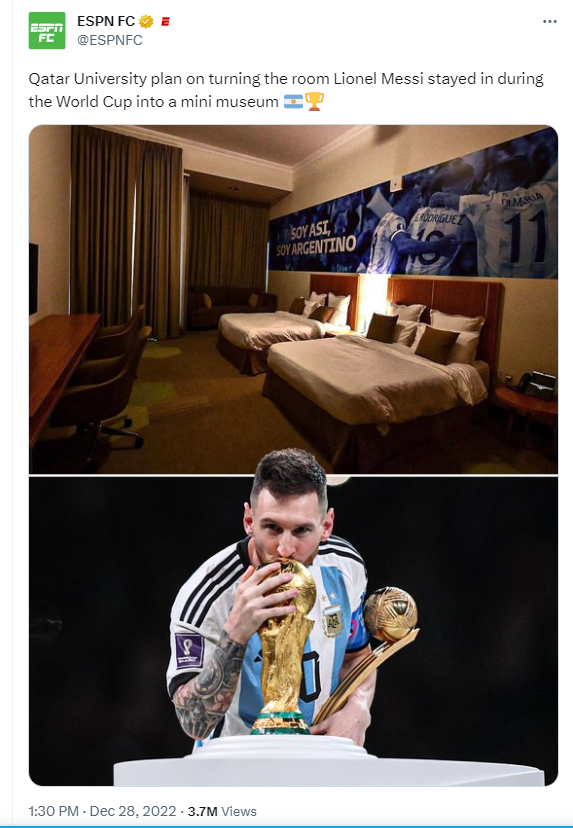 ESPN FC
ESPN
FC
@ESPNFC
Qatar University plan on turning the room Lionel Messi stayed in during
the World Cup into a mini museum 🇦🇷🏆
SOY ASI,
SOY ARGENTINO
G.RODRIGUEZ
DI MARIA
11
AFA
1:30 PM · Dec 28, 2022 · 3.7M Views